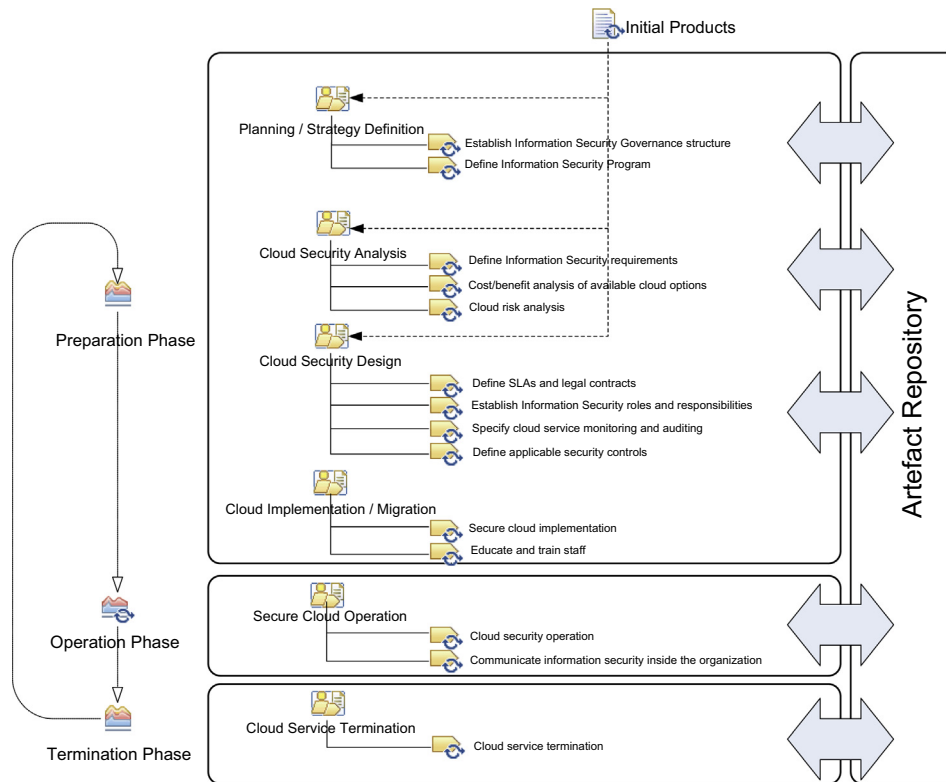 Initial Products
Planning / Strategy Definition
Establish Information Security Governance structure
Define Information Security Program
Cloud Security Analysis
Define Information Security requirements
Cost/benefit analysis of available cloud options
Cloud risk analysis
Preparation Phase
Cloud Security Design
Define SLAs and legal contracts
Establish Information Security roles and responsibilities
Specify cloud service monitoring and auditing
Define applicable security controls
Cloud Implementation / Migration
Secure cloud implementation
Educate and train staff
Artefact Repository
Secure Cloud Operation
Operation Phase
Cloud security operation
Communicate information security inside the organization
Cloud Service Termination
Termination Phase
Cloud service termination